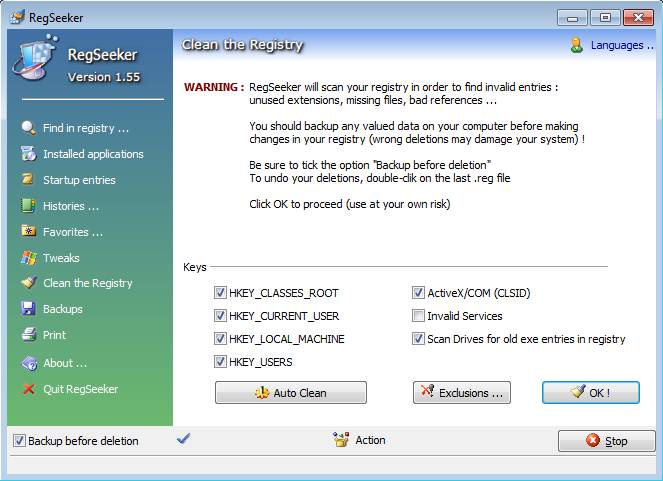 RegSeeker
RegSeeker
Version 1.55
Find in registry ...
Installed applications
Startup entries
Histories ...
Favorites ...
Tweaks
Clean the Registry
Backups
Print
About ...
Quit RegSeeker
Clean the Registry
Languages ..
WARNING : RegSeeker will scan your registry in order to find invalid entries :
unused extensions, missing files, bad references ...
You should backup any valued data on your computer before making
changes in your registry (wrong deletions may damage your system) !
Be sure to tick the option "Backup before deletion"
To undo your deletions, double-clik on the last .reg file
Click OK to proceed (use at your own risk)
Keys
HKEY_CLASSES_ROOT
HKEY_CURRENT_USER
HKEY_LOCAL_MACHINE
HKEY_USERS
ActiveX/COM (CLSID)
Invalid Services
Scan Drives for old exe entries in registry
Auto Clean
Exclusions ...
OK !
Backup before deletion
Action
Stop